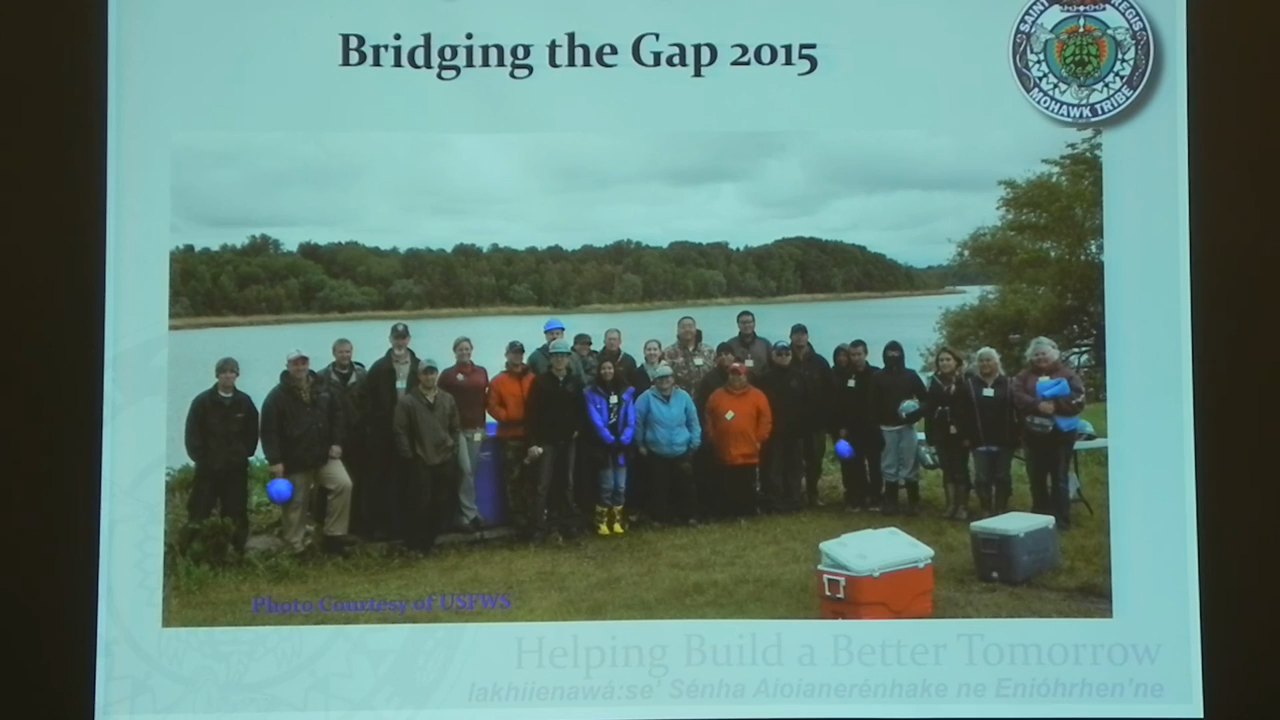 Bridging the Gap 2015
SAINT REGIS
MOHAWK TRIBE
Photo Courtesy of USFWS
Helping Build a Better Tomorrow
Iakhiienawá:se' Sénha Aioianerénhake ne Enióhrhen'ne